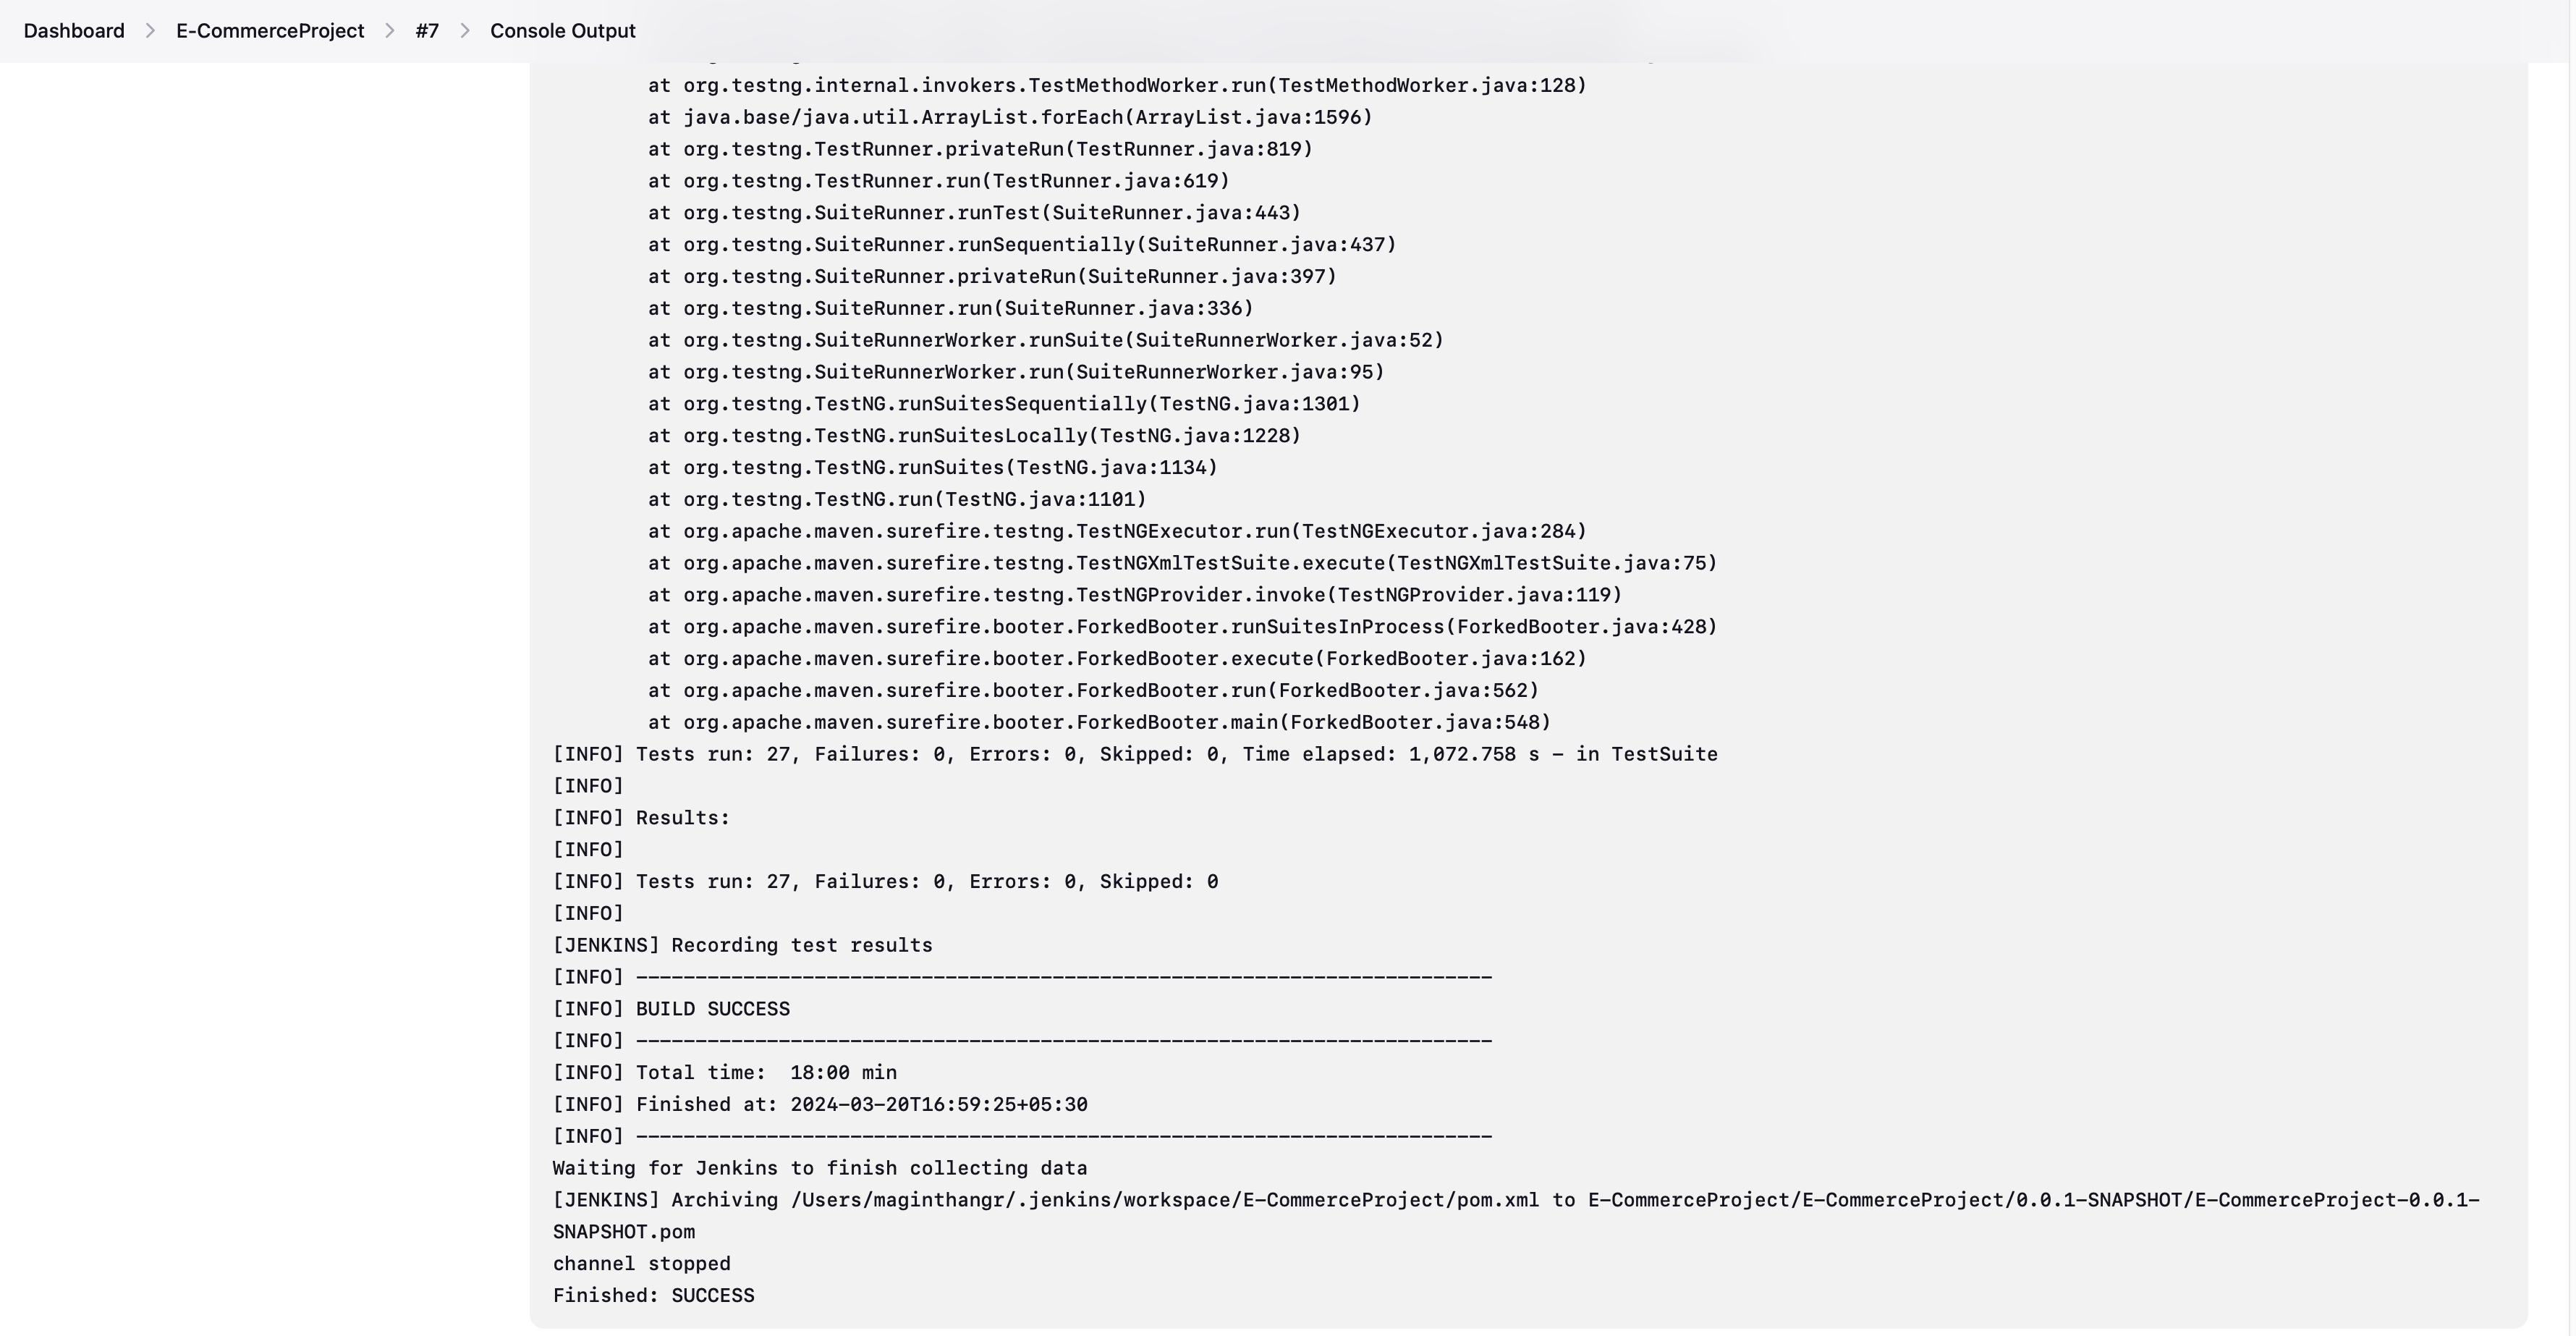 Dashboard > E-CommerceProject > #7 > Console Output
at org.testng.internal.invokers.TestMethodWorker.run(TestMethodWorker.java:128)
at java.base/java.util.ArrayList.forEach(ArrayList.java:1596)
at org.testng.TestRunner.privateRun(TestRunner.java:819)
at org.testng.TestRunner.run(TestRunner.java:619)
at org.testng.SuiteRunner.runTest(SuiteRunner.java:443)
at org.testng.SuiteRunner.runSequentially(SuiteRunner.java:437)
at org.testng.SuiteRunner.privateRun(SuiteRunner.java:397)
at org.testng.SuiteRunner.run(SuiteRunner.java:336)
at org.testng.SuiteRunnerWorker.runSuite(SuiteRunnerWorker.java:52)
at org.testng.SuiteRunnerWorker.run(SuiteRunnerWorker.java:95)
at org.testng.TestNG.runSuitesSequentially(TestNG.java:1301)
at org.testng.TestNG.runSuitesLocally(TestNG.java:1228)
at org.testng.TestNG.runSuites(TestNG.java:1134)
at org.testng.TestNG.run(TestNG.java:1101)
at org.apache.maven.surefire.testng.TestNGExecutor.run(TestNGExecutor.java:284)
at org.apache.maven.surefire.testng.TestNGXmlTestSuite.execute(TestNGXmlTestSuite.java:75)
at org.apache.maven.surefire.testng.TestNGProvider.invoke(TestNGProvider.java:119)
at org.apache.maven.surefire.booter.ForkedBooter.runSuitesInProcess(ForkedBooter.java:428)
at org.apache.maven.surefire.booter.ForkedBooter.execute(ForkedBooter.java:162)
at org.apache.maven.surefire.booter.ForkedBooter.run(ForkedBooter.java:562)
at org.apache.maven.surefire.booter.ForkedBooter.main(ForkedBooter.java:548)
[INFO] Tests run: 27, Failures: 0, Errors: 0, Skipped: 0, Time elapsed: 1,072.758 s - in TestSuite
[INFO]
[INFO] Results:
[INFO]
[INFO] Tests run: 27, Failures: 0, Errors: 0, Skipped: 0
[INFO]
[JENKINS] Recording test results
[INFO] ------------------------------------------------------------------------
[INFO] BUILD SUCCESS
[INFO] ------------------------------------------------------------------------
[INFO] Total time:  18:00 min
[INFO] Finished at: 2024-03-20T16:59:25+05:30
[INFO] ------------------------------------------------------------------------
Waiting for Jenkins to finish collecting data
[JENKINS] Archiving /Users/maginthangr/.jenkins/workspace/E-CommerceProject/pom.xml to E-CommerceProject/E-CommerceProject/0.0.1-SNAPSHOT/E-CommerceProject-0.0.1-
SNAPSHOT.pom
channel stopped
Finished: SUCCESS